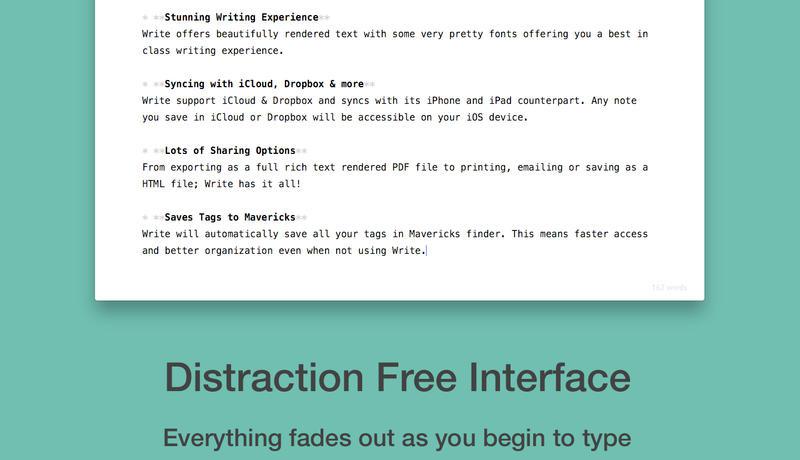 * **Stunning Writing Experience**
Write offers beautifully rendered text with some very pretty fonts offering you a best in
class writing experience.
* **Syncing with iCloud, Dropbox & more**
Write support iCloud & Dropbox and syncs with its iPhone and iPad counterpart. Any note
you save in iCloud or Dropbox will be accessible on your iOS device.
* **Lots of Sharing Options**
From exporting as a full rich text rendered PDF file to printing, emailing or saving as a
HTML file; Write has it all!
* **Saves Tags to Mavericks**
Write will automatically save all your tags in Mavericks finder. This means faster access
and better organization even when not using Write.
162 words
Distraction Free Interface
Everything fades out as you begin to type